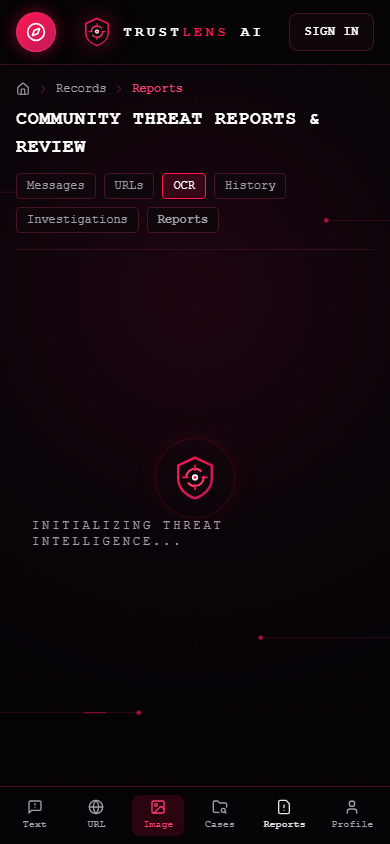 TRUSTLENS AI
SIGN IN
Records
Reports
COMMUNITY THREAT REPORTS &
REVIEW
Messages
URLs
OCR
History
Investigations
Reports
INITIALIZING THREAT
INTELLIGENCE...
Text
URL
Image
Cases
Reports
Profile